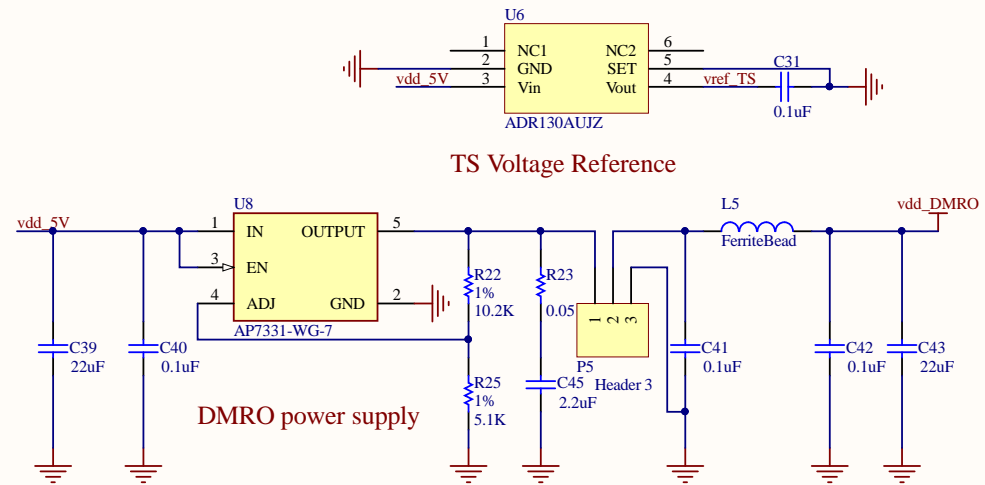 U6
1 NC1 NC2 6
2 GND SET 5
vdd_5V 3 Vin Vout 4 vref_TS
C31
0.1uF
ADR130AUJZ
TS Voltage Reference
U8
vdd_5V 1 IN OUTPUT 5
3 EN
4 ADJ GND 2
AP7331-WG-7
R22
1%
10.2K
R23
0.05
L5
FerriteBead
vdd_DMRO
1 2 3
P5
Header 3
C39
22uF
C40
0.1uF
R25
1%
5.1K
C45
2.2uF
C41
0.1uF
C42
0.1uF
C43
22uF
DMRO power supply